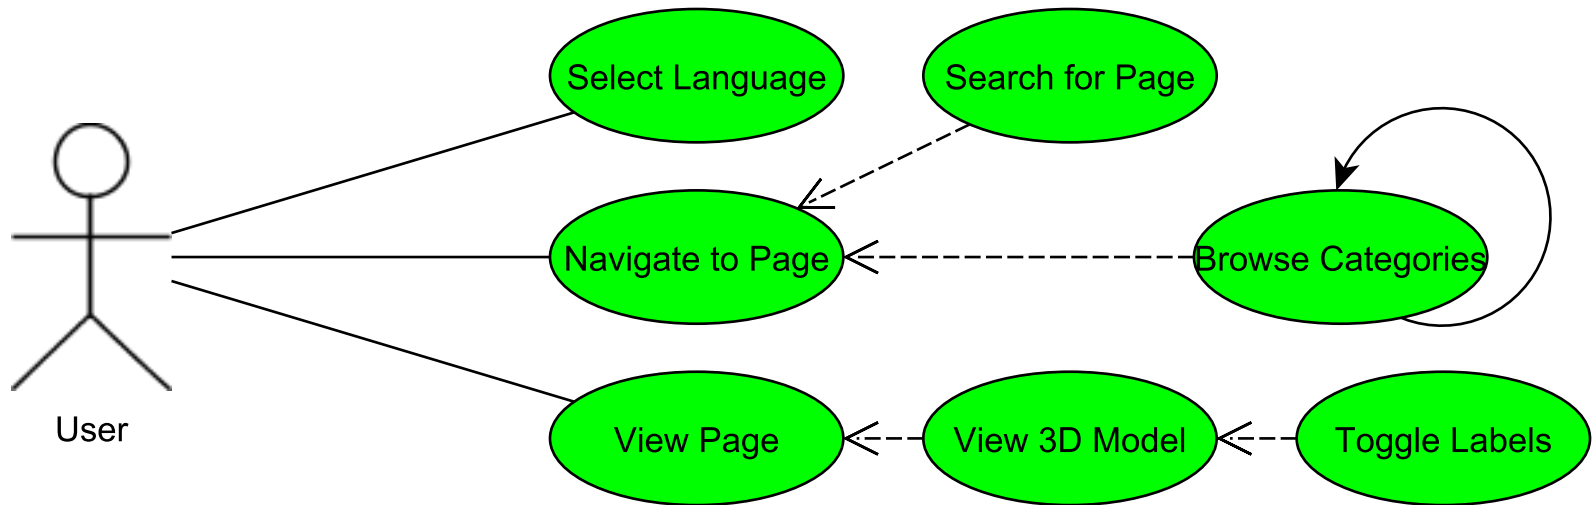 Select Language
Search for Page
Navigate to Page
Browse Categories
User
View Page
View 3D Model
Toggle Labels